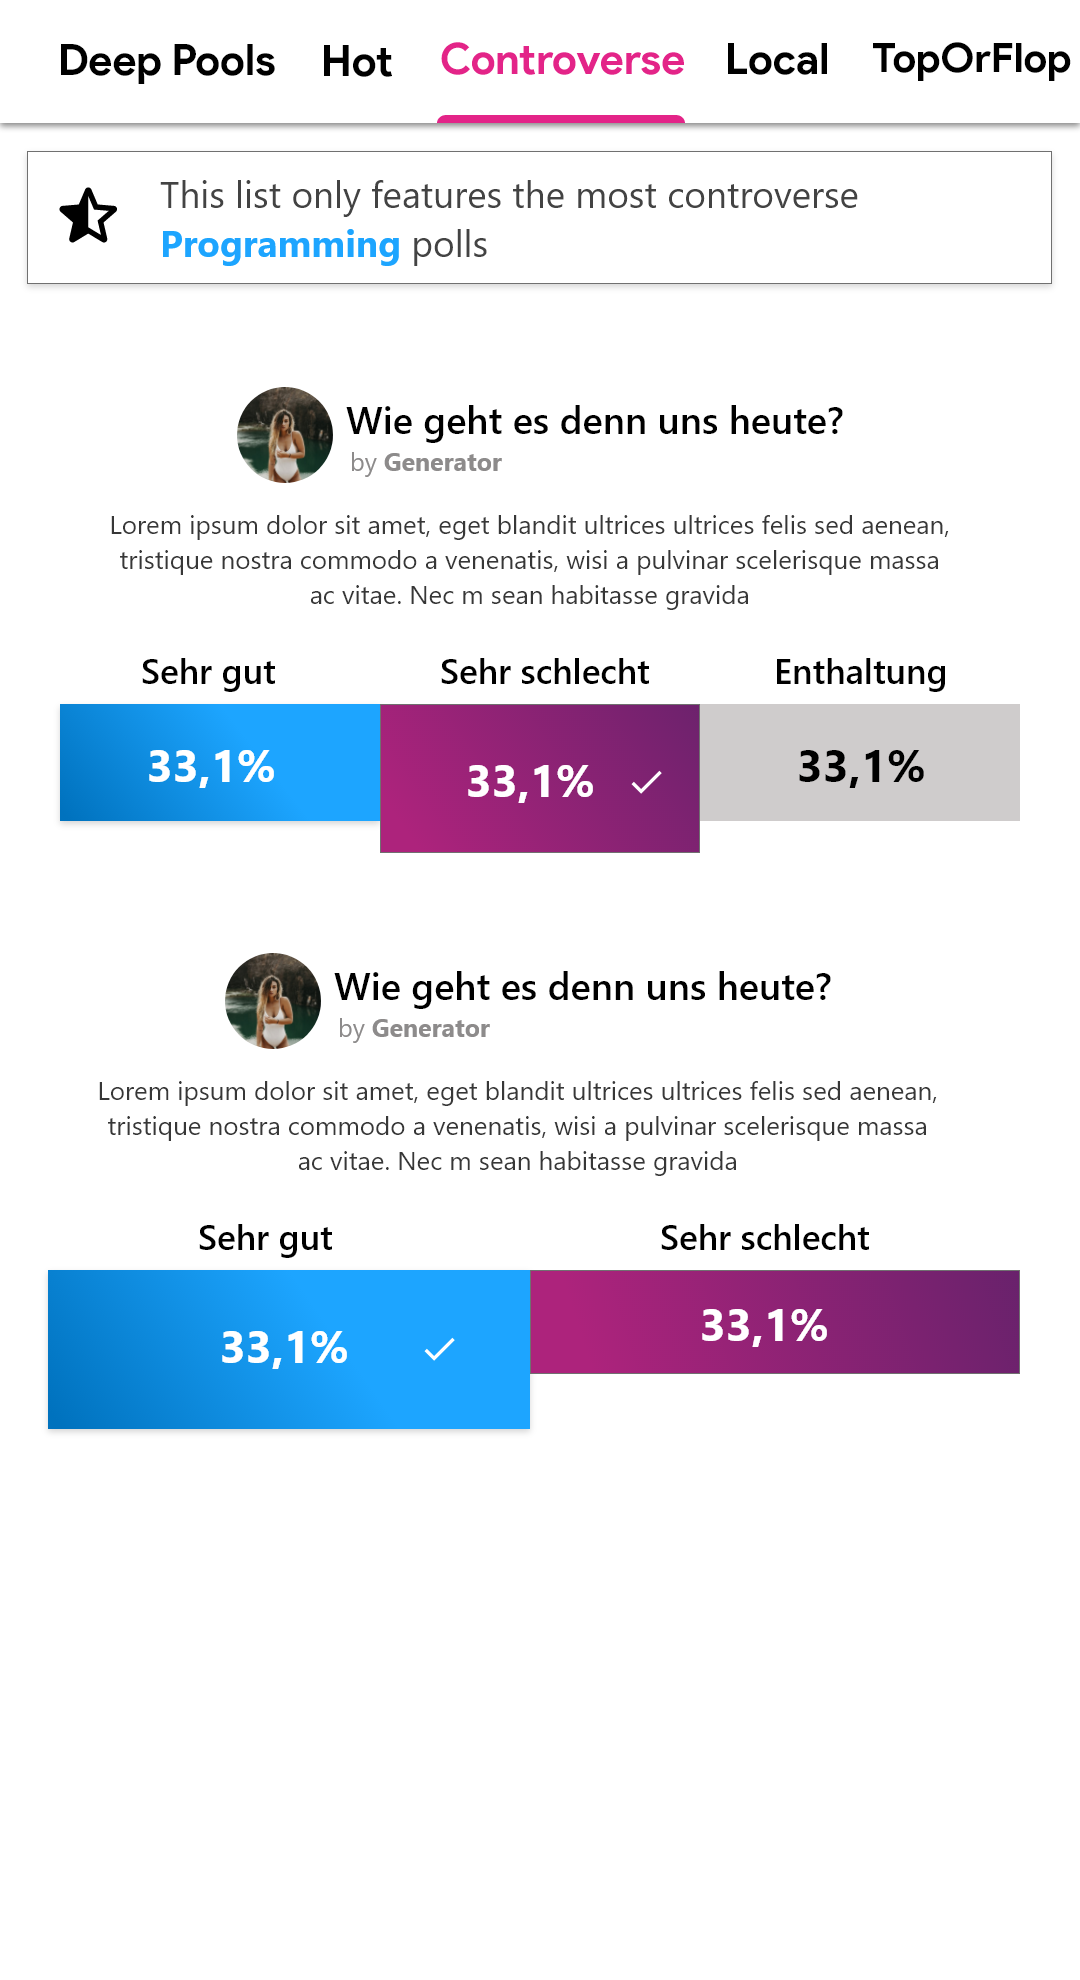 Deep Pools Hot Controverse Local TopOrFlop
This list only features the most controverse
Programming polls
Wie geht es denn uns heute?
by Generator
Lorem ipsum dolor sit amet, eget blandit ultrices ultrices felis sed aenean,
tristique nostra commodo a venenatis, wisi a pulvinar scelerisque massa
ac vitae. Nec m sean habitasse gravida
Sehr gut Sehr schlecht Enthaltung
33,1% 33,1% 33,1%
Wie geht es denn uns heute?
by Generator
Lorem ipsum dolor sit amet, eget blandit ultrices ultrices felis sed aenean,
tristique nostra commodo a venenatis, wisi a pulvinar scelerisque massa
ac vitae. Nec m sean habitasse gravida
Sehr gut Sehr schlecht
33,1% 33,1%